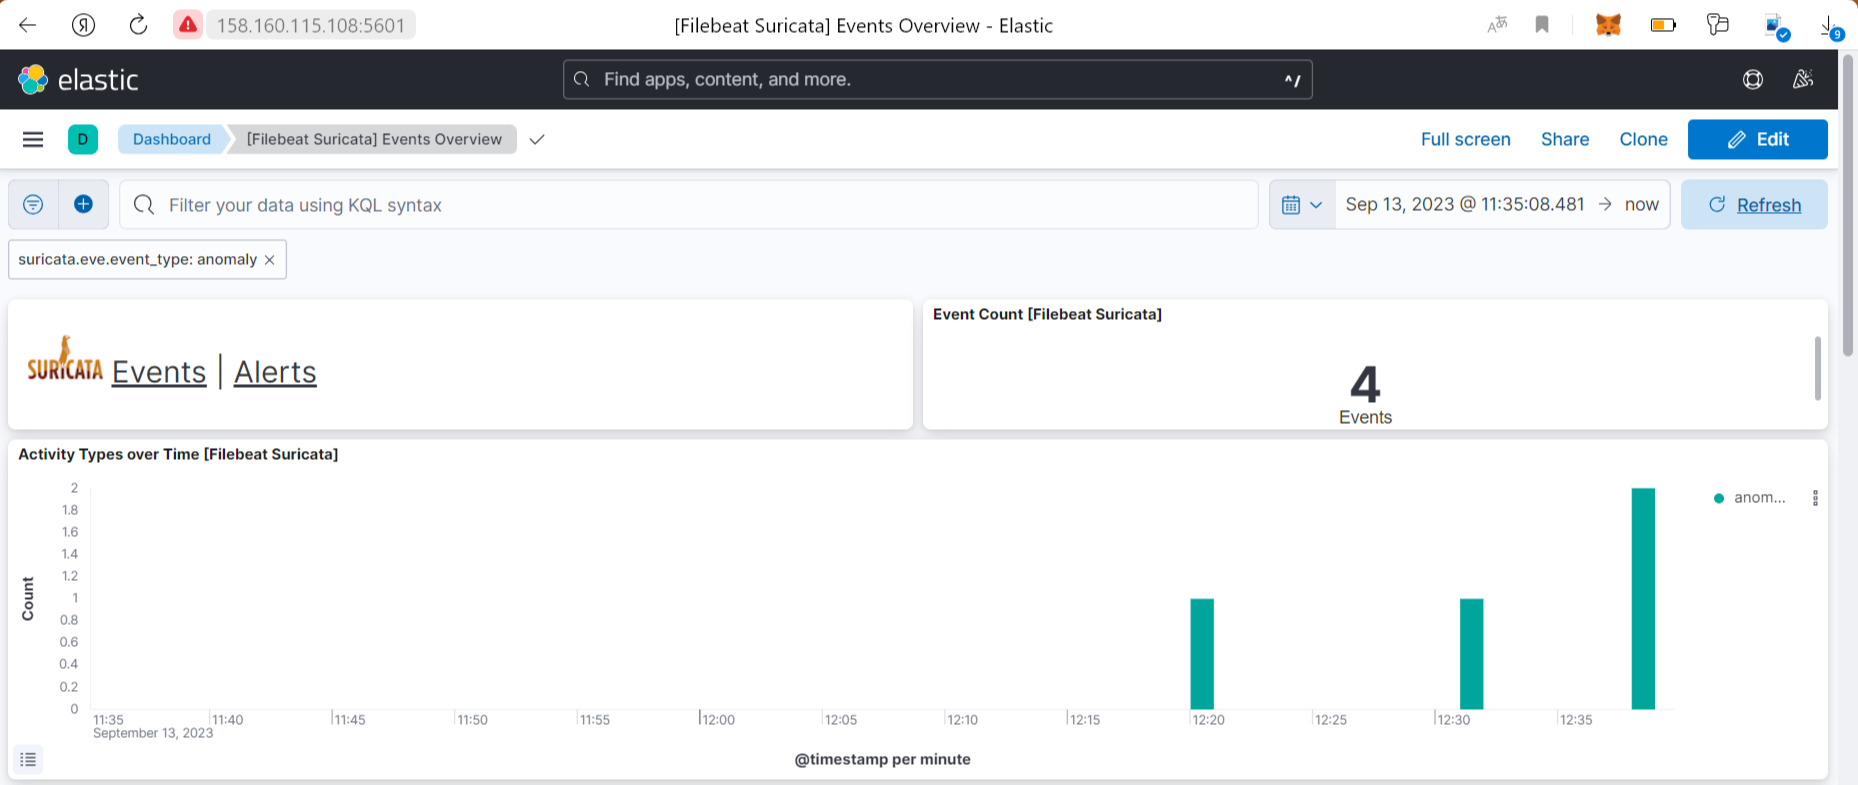 Я 158.160.115.108:5601 [Filebeat Suricata] Events Overview - Elastic 9
elastic Find apps, content, and more. ^/
D Dashboard [Filebeat Suricata] Events Overview Full screen Share Clone Edit
Filter your data using KQL syntax Sep 13, 2023 @ 11:35:08.481 → now Refresh
suricata.eve.event_type: anomaly ×
SURICATA Events | Alerts
Event Count [Filebeat Suricata]
4
Events
Activity Types over Time [Filebeat Suricata]
Count
2
1.8
1.6
1.4
1.2
1
0.8
0.6
0.4
0.2
0
anom...
11:35 11:40 11:45 11:50 11:55 12:00 12:05 12:10 12:15 12:20 12:25 12:30 12:35
September 13, 2023
@timestamp per minute